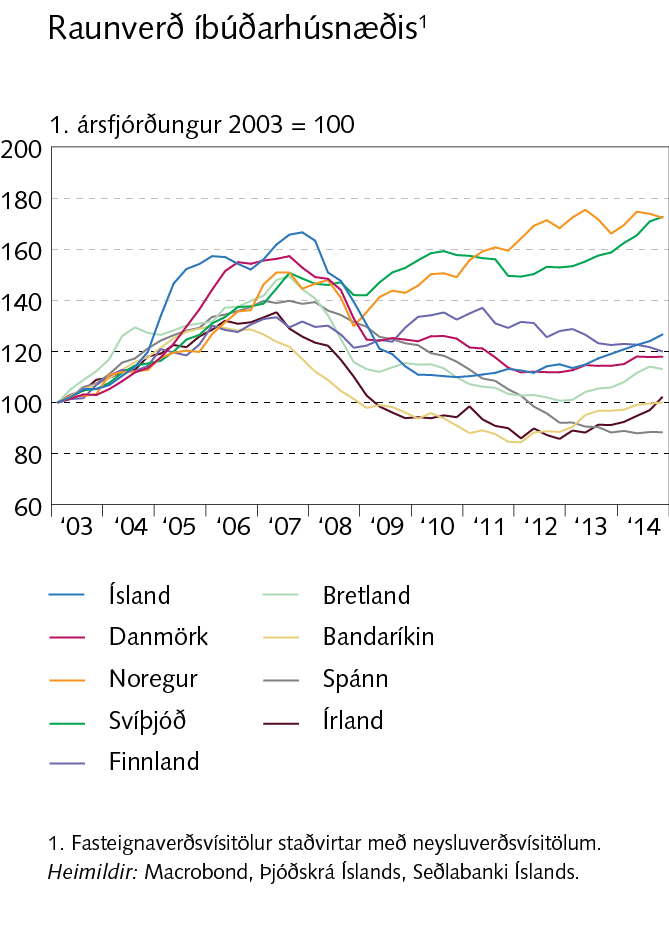 Raunverð íbúðarhúsnæðis¹
1. ársfjórðungur 2003 = 100
200
180
160
140
120
100
80
60
‘03 ‘04 ‘05 ‘06 ‘07 ‘08 ‘09 ‘10 ‘11 ‘12 ‘13 ‘14
Ísland
Danmörk
Noregur
Svíþjóð
Finnland
Bretland
Bandaríkin
Spánn
Írland
1. Fasteignaverðsvísitölur staðvirtar með neysluverðsvísitölum.
Heimildir: Macrobond, Þjóðskrá Íslands, Seðlabanki Íslands.